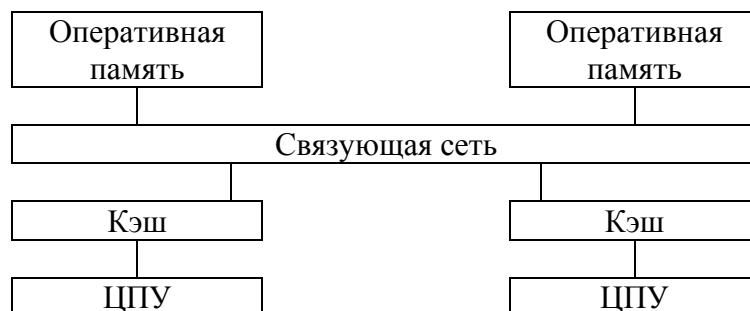 Оперативная
память
Оперативная
память
Связующая сеть
Кэш
Кэш
ЦПУ
ЦПУ